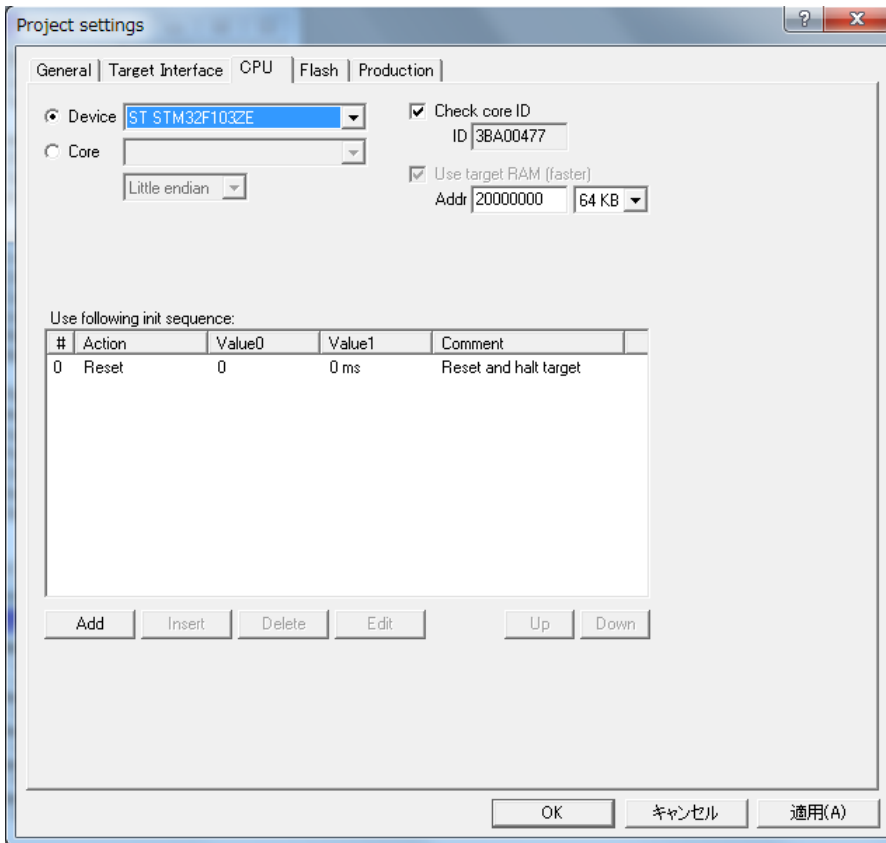 Project settings
General Target Interface CPU Flash Production
Device ST STM32F103ZE
Check core ID
ID 3BA00477
Core
Use target RAM (faster)
Little endian
Addr 20000000 64 KB
Use following init sequence:
# Action Value0 Value1 Comment
0 Reset 0 0 ms Reset and halt target
Add Insert Delete Edit Up Down
OK キャンセル 適用(A)